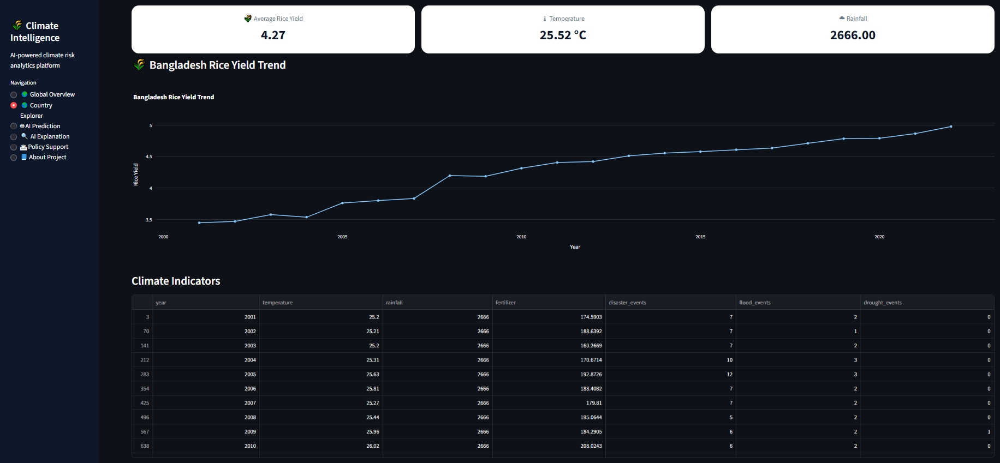 Climate
Intelligence
AI-powered climate risk
analytics platform
Navigation
Global Overview
Country
Explorer
AI Prediction
AI Explanation
Policy Support
About Project
Average Rice Yield
4.27
Temperature
25.52 °C
Rainfall
2666.00
Bangladesh Rice Yield Trend
Bangladesh Rice Yield Trend
5
4.5
4
3.5
Rice Yield
2000 2005 2010 2015 2020
Year
Climate Indicators
year temperature rainfall fertilizer disaster_events flood_events drought_events
3 2001 25.2 2666 174.5903 7 2 0
70 2002 25.21 2666 188.6392 7 1 0
141 2003 25.2 2666 160.2669 7 2 0
212 2004 25.31 2666 170.6714 10 3 0
283 2005 25.63 2666 192.8726 12 3 0
354 2006 25.81 2666 188.4082 7 2 0
425 2007 25.27 2666 179.81 7 2 0
496 2008 25.44 2666 195.0644 5 2 0
567 2009 25.96 2666 184.2905 6 2 1
638 2010 26.02 2666 208.0243 6 2 0